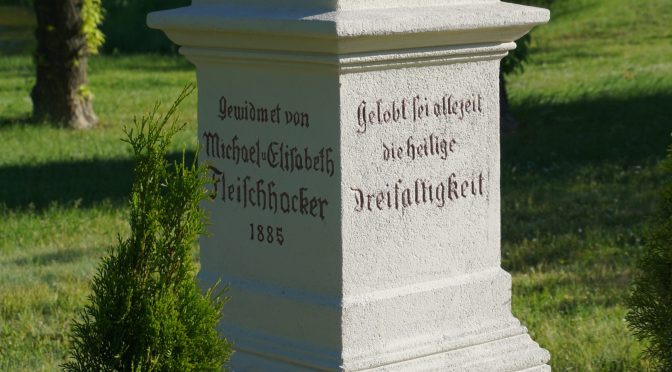 Gewidmet von
Michael u. Elisabeth
Fleischhacker
1885
Gelobt sei allezeit
die heilige
Dreifaltigkeit